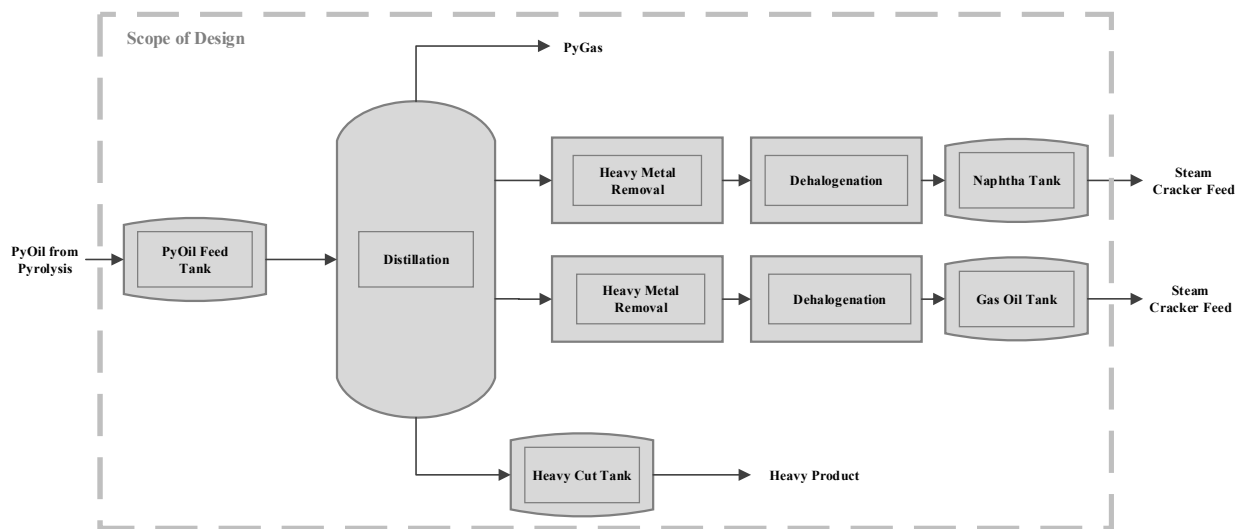 Scope of Design
PyGas
Heavy Metal
Removal
Dehalogenation
Naphtha Tank
Steam
Cracker Feed
PyOil from
Pyrolysis
PyOil Feed
Tank
Distillation
Heavy Metal
Removal
Dehalogenation
Gas Oil Tank
Steam
Cracker Feed
Heavy Cut Tank
Heavy Product